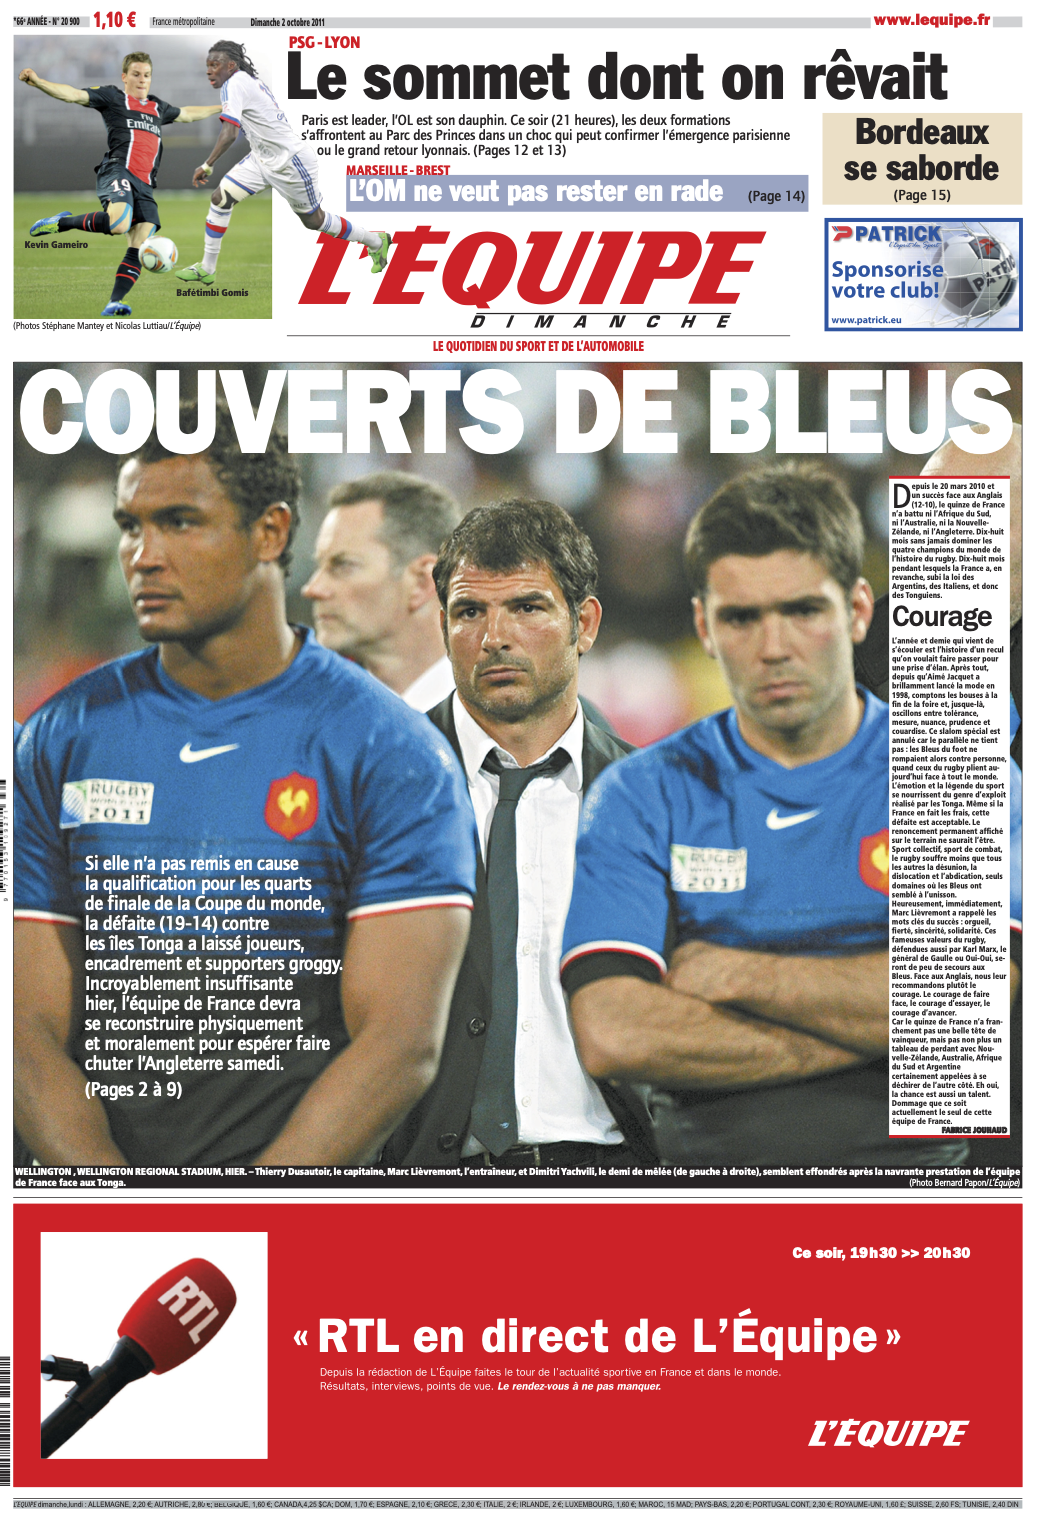 *66e ANNÉE - N° 20 900
1,10 €
France métropolitaine
Dimanche 2 octobre 2011
www.lequipe.fr
PSG - LYON
Le sommet dont on rêvait
Paris est leader, l'OL est son dauphin. Ce soir (21 heures), les deux formations
s'affrontent au Parc des Princes dans un choc qui peut confirmer l'émergence parisienne
ou le grand retour lyonnais. (Pages 12 et 13)
MARSEILLE - BREST
L'OM ne veut pas rester en rade (Page 14)
Bordeaux
se saborde
(Page 15)
Fly
Emirates
19
Kevin Gameiro
Bafétimbi Gomis
(Photos Stéphane Mantey et Nicolas Luttiau/L'Équipe)
PATRICK
L'Esprit du Sport
Sponsorise
votre club!
www.patrick.eu
L'ÉQUIPE
DIMANCHE
LE QUOTIDIEN DU SPORT ET DE L'AUTOMOBILE
COUVERTS DE BLEUS
Depuis le 20 mars 2010 et
un succès face aux Anglais
(12-10), le quinze de France
n'a battu ni l'Afrique du Sud,
ni l'Australie, ni la Nouvelle-
Zélande, ni l'Angleterre. Dix-huit
mois sans jamais dominer les
quatre champions du monde de
l'histoire du rugby. Dix-huit mois
pendant lesquels la France a, en
revanche, subi la loi des
Argentins, des Italiens, et donc
des Tonguiens.
Courage
L'année et demie qui vient de
s'écouler est l'histoire d'un recul
qu'on voulait faire passer pour
une prise d'élan. Après tout,
depuis qu'Aimé Jacquet a
brillamment lancé la mode en
1998, comptons les bouses à la
fin de la foire et, jusque-là,
oscillons entre tolérance,
mesure, nuance, prudence et
couardise. Ce slalom spécial est
annulé car le parallèle ne tient
pas : les Bleus du foot ne
rompaient alors contre personne,
quand ceux du rugby plient au-
jourd'hui face à tout le monde.
L'émotion et la légende du sport
se nourrissent du genre d'exploit
réalisé par les Tonga. Même si la
France en fait les frais, cette
défaite est acceptable. Le
renoncement permanent affiché
sur le terrain ne saurait l'être.
Sport collectif, sport de combat,
le rugby souffre moins que tous
les autres la désunion, la
dislocation et l'abdication, seuls
domaines où les Bleus ont
semblé à l'unisson.
Heureusement, immédiatement,
Marc Lièvremont a rappelé les
mots clés du succès : orgueil,
fierté, sincérité, solidarité. Ces
fameuses valeurs du rugby,
défendues aussi par Karl Marx, le
général de Gaulle ou Oui-Oui, se-
ront de peu de secours aux
Bleus. Face aux Anglais, nous leur
recommandons plutôt le
courage. Le courage de faire
face, le courage d'essayer, le
courage d'avancer.
Car le quinze de France n'a fran-
chement pas une belle tête de
vainqueur, mais pas non plus un
tableau de perdant avec Nou-
velle-Zélande, Australie, Afrique
du Sud et Argentine
certainement appelées à se
déchirer de l'autre côté. Eh oui,
la chance est aussi un talent.
Dommage que ce soit
actuellement le seul de cette
équipe de France.
FABRICE JOUHAUD
RUGBY
WORLD CUP
2011
RUGBY
WORLD CUP
2011
Si elle n'a pas remis en cause
la qualification pour les quarts
de finale de la Coupe du monde,
la défaite (19-14) contre
les îles Tonga a laissé joueurs,
encadrement et supporters groggy.
Incroyablement insuffisante
hier, l'équipe de France devra
se reconstruire physiquement
et moralement pour espérer faire
chuter l'Angleterre samedi.
(Pages 2 à 9)
WELLINGTON , WELLINGTON REGIONAL STADIUM, HIER. – Thierry Dusautoir, le capitaine, Marc Lièvremont, l'entraîneur, et Dimitri Yachvili, le demi de mêlée (de gauche à droite), semblent effondrés après la navrante prestation de l'équipe
de France face aux Tonga. (Photo Bernard Papon/L'Équipe)
RTL
Ce soir, 19h30 >> 20h30
« RTL en direct de L'Équipe »
Depuis la rédaction de L'Équipe faites le tour de l'actualité sportive en France et dans le monde.
Résultats, interviews, points de vue. Le rendez-vous à ne pas manquer.
L'ÉQUIPE
L'ÉQUIPE dimanche,lundi : ALLEMAGNE, 2,20 €; AUTRICHE, 2,80 €; BELGIQUE, 1,60 €; CANADA,4,25 $CA; DOM, 1,70 €; ESPAGNE, 2,10 €; GRECE, 2,30 €; ITALIE, 2 €; IRLANDE, 2 €; LUXEMBOURG, 1,60 €; MAROC, 15 MAD; PAYS-BAS, 2,20 €; PORTUGAL CONT, 2,30 €; ROYAUME-UNI, 1,60 £; SUISSE, 2,60 FS; TUNISIE, 2,40 DIN